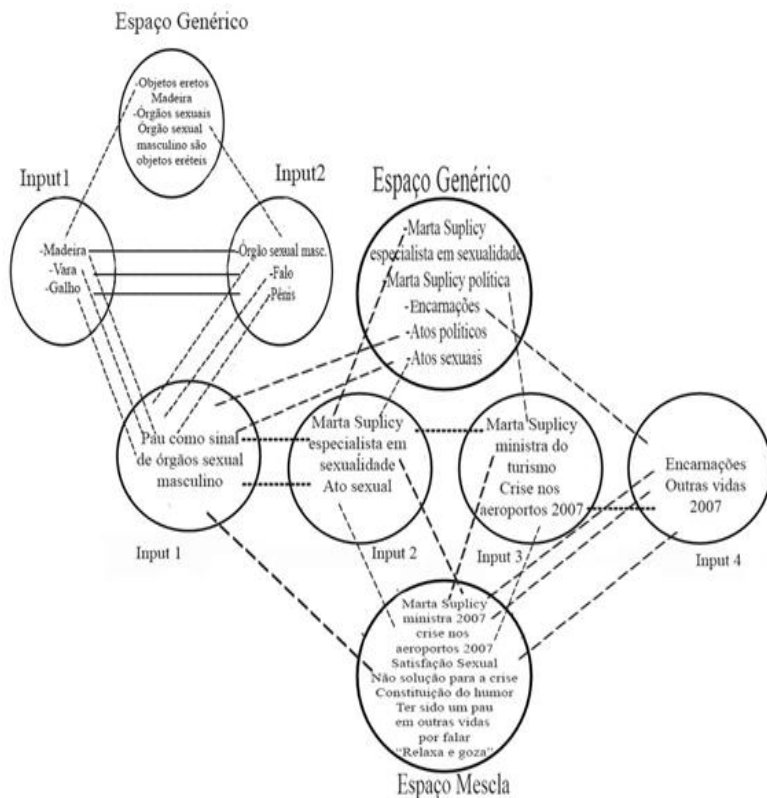 Espaço Genérico
-Objetos eretos
Madeira
-Órgãos sexuais
Órgão sexual
masculino são
objetos eréteis
Input1
-Madeira
-Vara
-Galho
Input2
-Órgão sexual masc.
-Falo
-Pênis
Espaço Genérico
-Marta Suplicy
especialista em sexualidade
-Marta Suplicy política
-Encarnações
-Atos políticos
-Atos sexuais
Pau como sinal
de órgãos sexual
masculino
Input 1
Marta Suplicy
especialista em
sexualidade
Ato sexual
Input 2
Marta Suplicy
ministra do
turismo
Crise nos
aeroportos 2007
Input 3
Encarnações
Outras vidas
2007
Input 4
Marta Suplicy
ministra 2007
crise nos
aeroportos 2007
Satisfação Sexual
Não solução para a crise
Constituição do humor
Ter sido um pau
em outras vidas
por falar
“Relaxa e goza”
Espaço Mescla